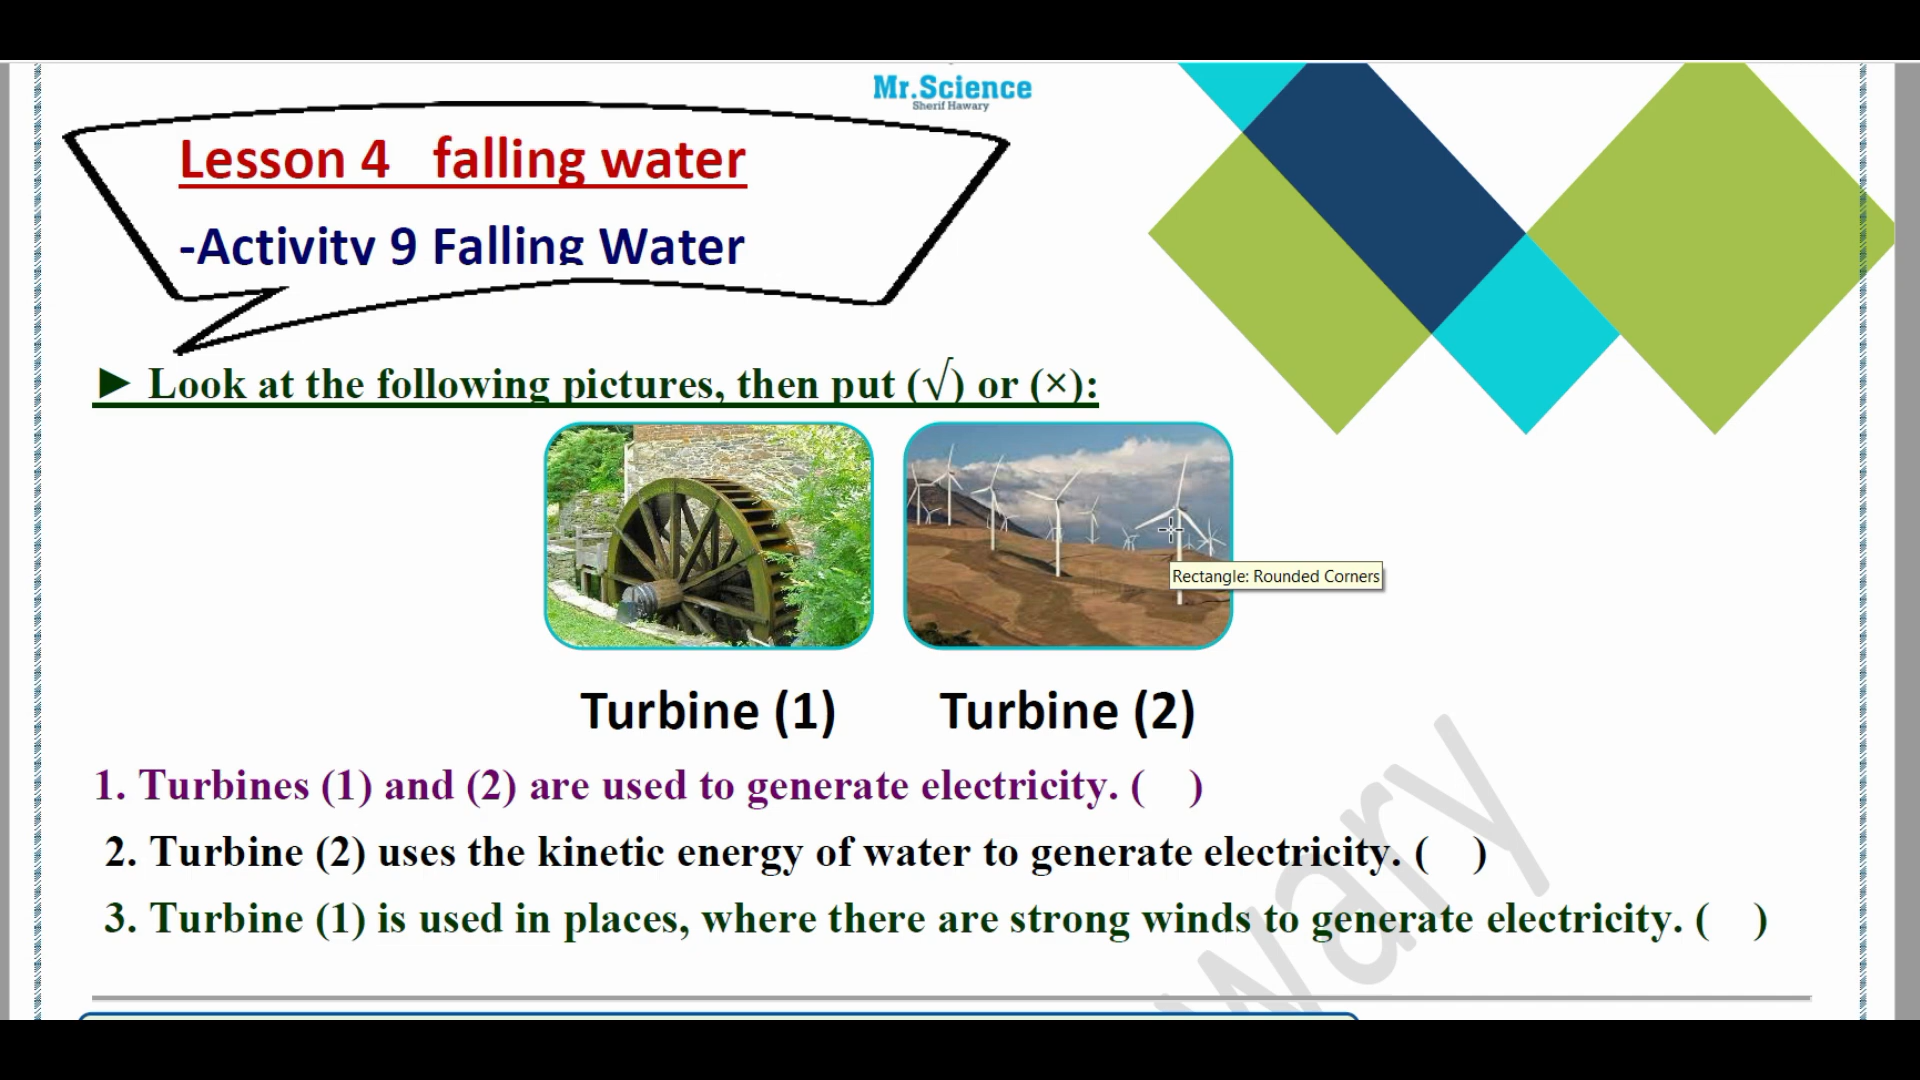 Mr.Science
Sherif Hawary
Lesson 4 falling water
-Activity 9 Falling Water
► Look at the following pictures, then put (√) or (×):
Rectangle: Rounded Corners
Turbine (1) Turbine (2)
1. Turbines (1) and (2) are used to generate electricity. ( )
2. Turbine (2) uses the kinetic energy of water to generate electricity. ( )
3. Turbine (1) is used in places, where there are strong winds to generate electricity. ( )
wary